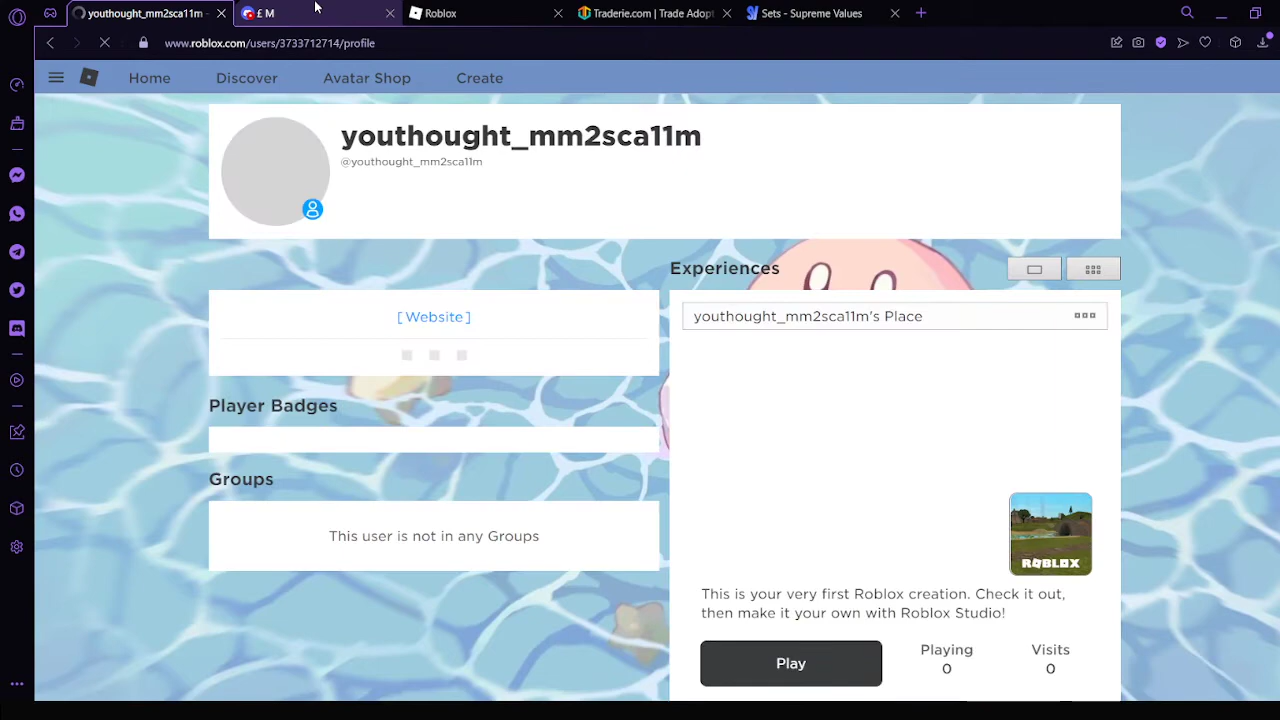 youthought_mm2sca11m
£ M
Roblox
Traderie.com | Trade Adopt
Sets - Supreme Values
www.roblox.com/users/3733712714/profile
Home
Discover
Avatar Shop
Create
youthought_mm2sca11m
@youthought_mm2sca11m
Experiences
[ Website ]
youthought_mm2sca11m's Place
Player Badges
Groups
This user is not in any Groups
ROBLOX
This is your very first Roblox creation. Check it out,
then make it your own with Roblox Studio!
Play
Playing
0
Visits
0